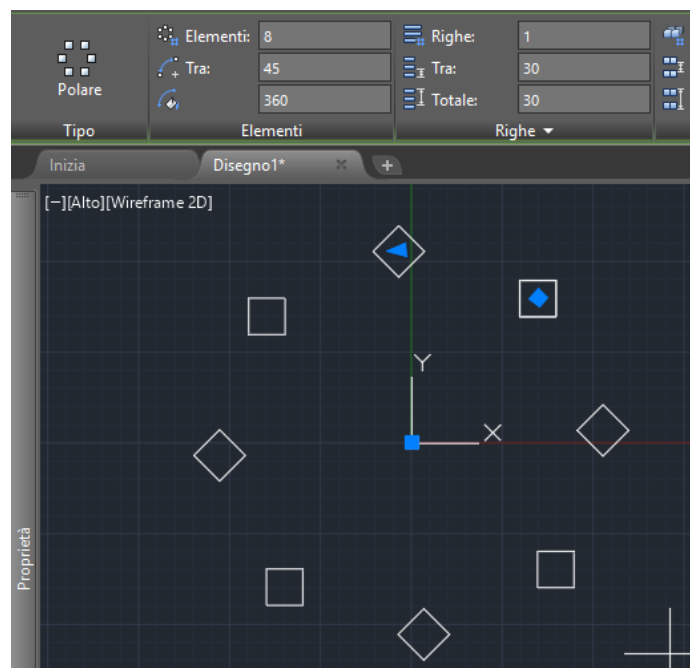 Polare
Tipo
Elementi: 8
Tra: 45
360
Elementi
Righe: 1
Tra: 30
Totale: 30
Righe
Inizia
Disegno1*
[−][Alto][Wireframe 2D]
Y
X
Proprietà